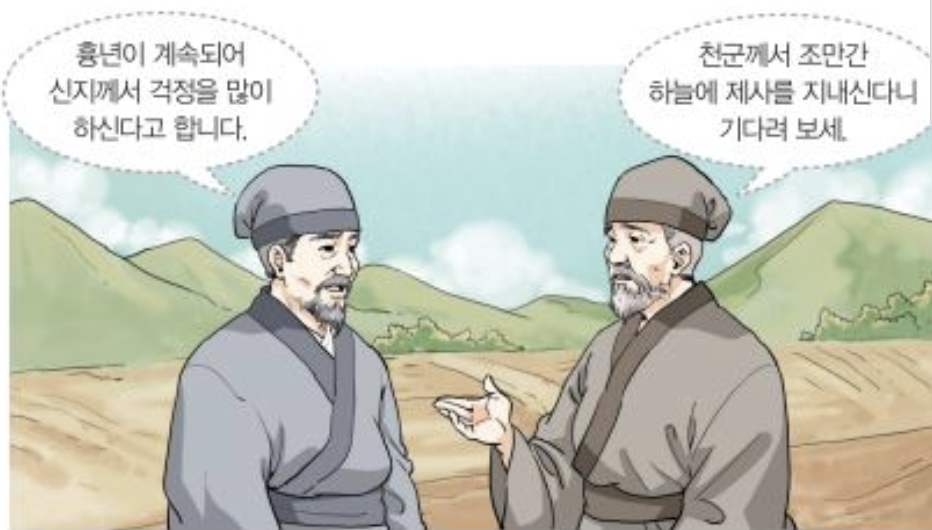 흉년이 계속되어
신지께서 걱정을 많이
하신다고 합니다.
천군께서 조만간
하늘에 제사를 지내신다니
기다려 보세.